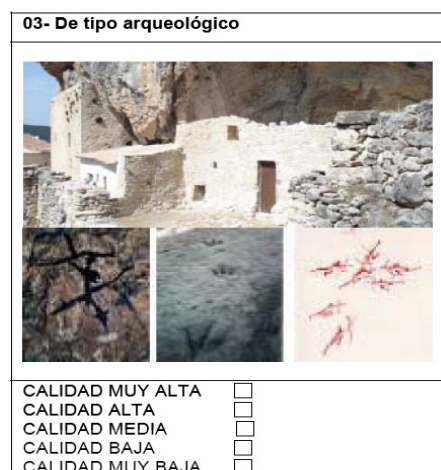 03- De tipo arqueológico
CALIDAD MUY ALTA
CALIDAD ALTA
CALIDAD MEDIA
CALIDAD BAJA
CALIDAD MUY BAJA